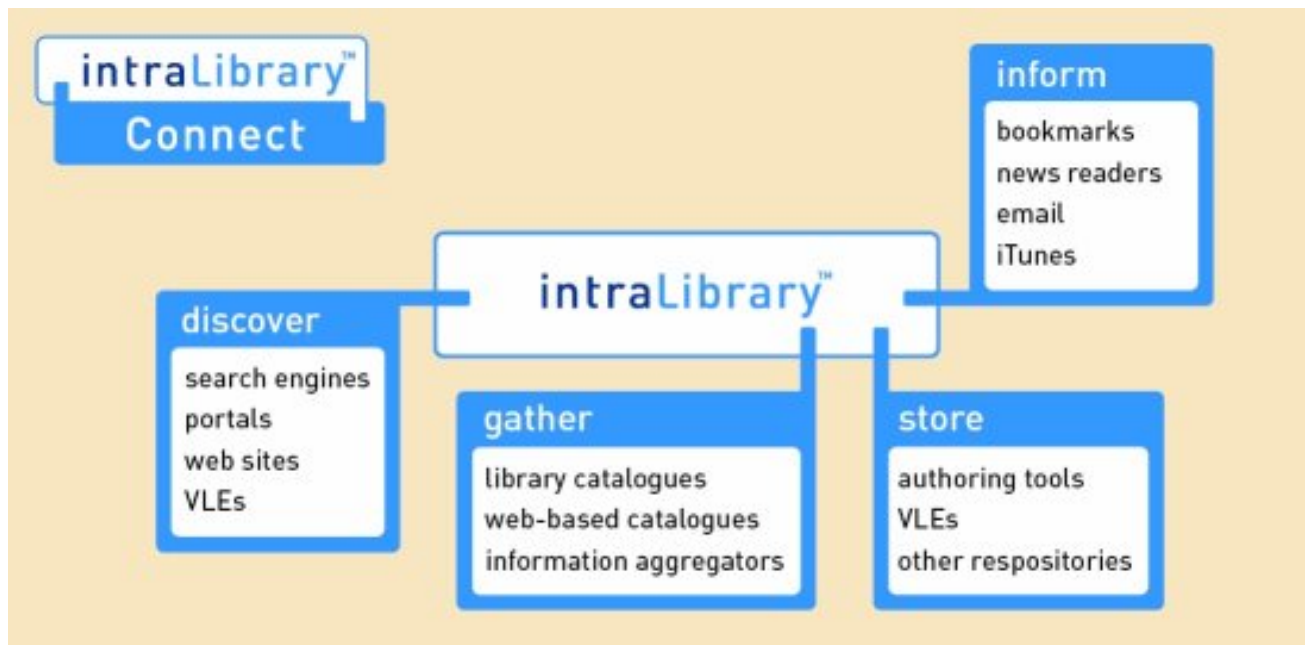 intraLibrary™
Connect
inform
bookmarks
news readers
email
iTunes
intraLibrary™
discover
search engines
portals
web sites
VLEs
gather
library catalogues
web-based catalogues
information aggregators
store
authoring tools
VLEs
other respositories